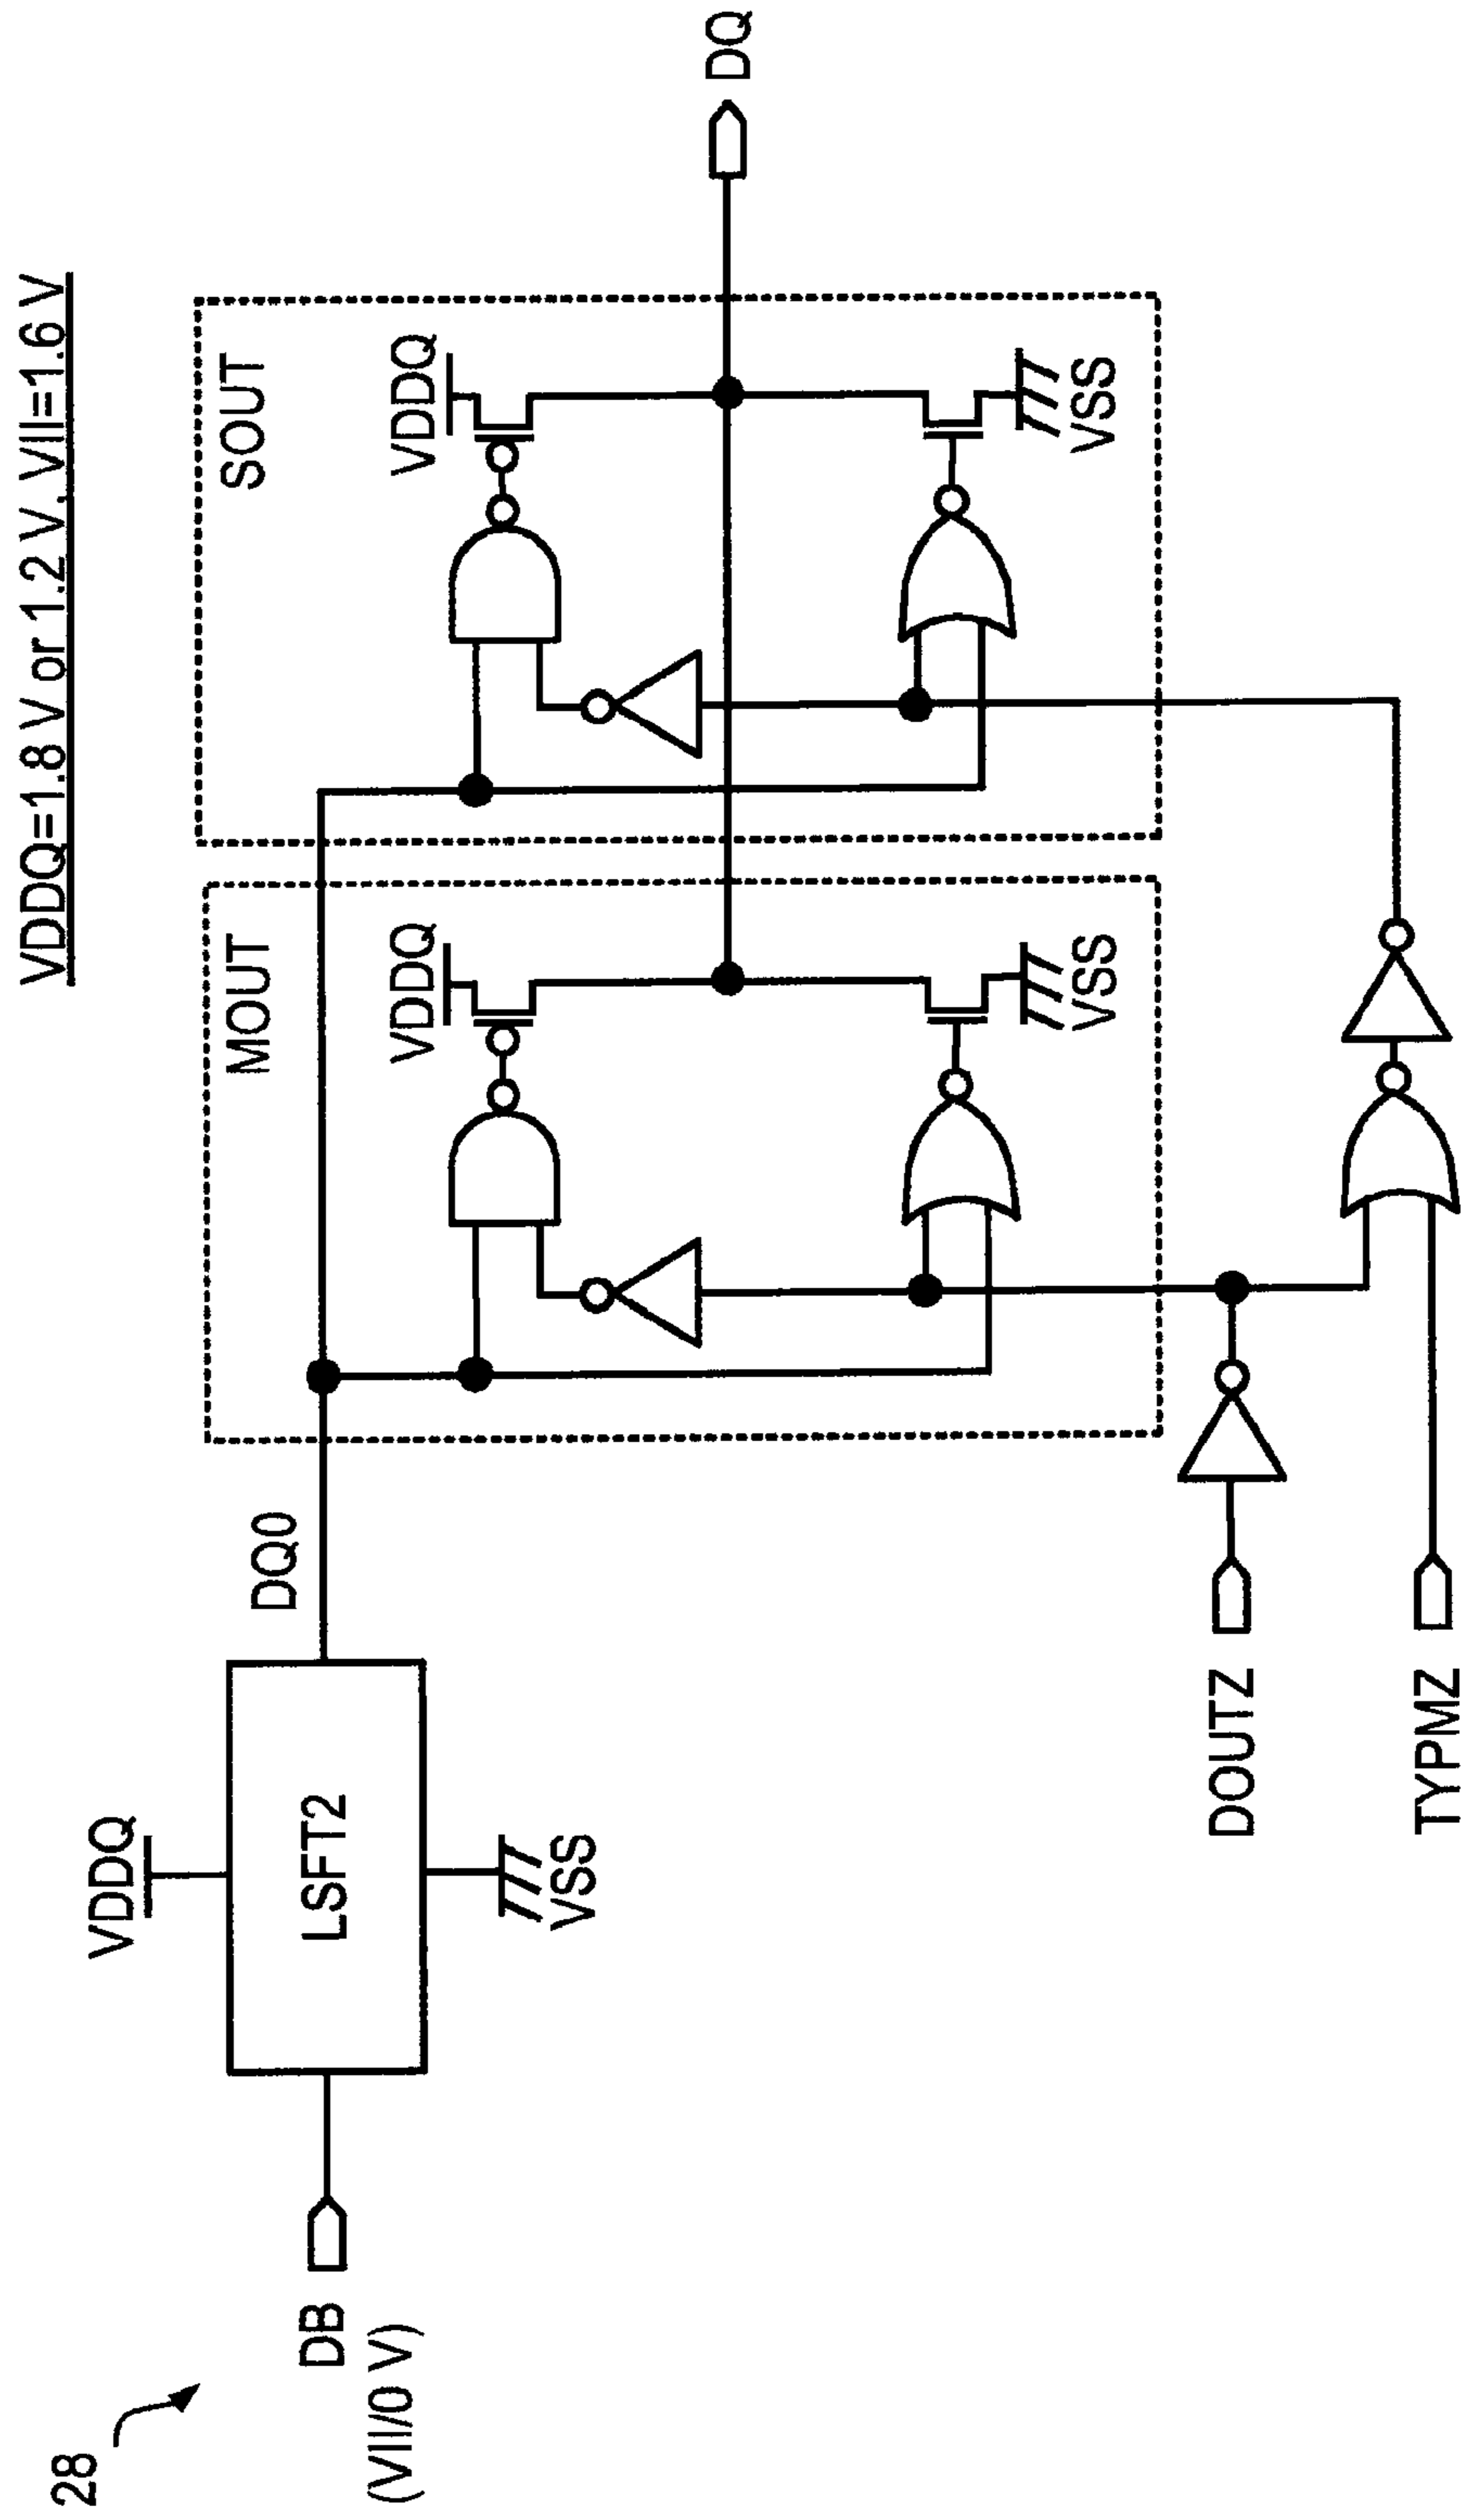 VDDQ=1.8 V or 1.2 V, VII=1.6 V
28
DB
(VII/0 V)
VDDQ
LSFT2
VSS
DQ0
MOUT
VDDQ
VSS
SOUT
VDDQ
VSS
DQ
DOUTZ
TYPMZ